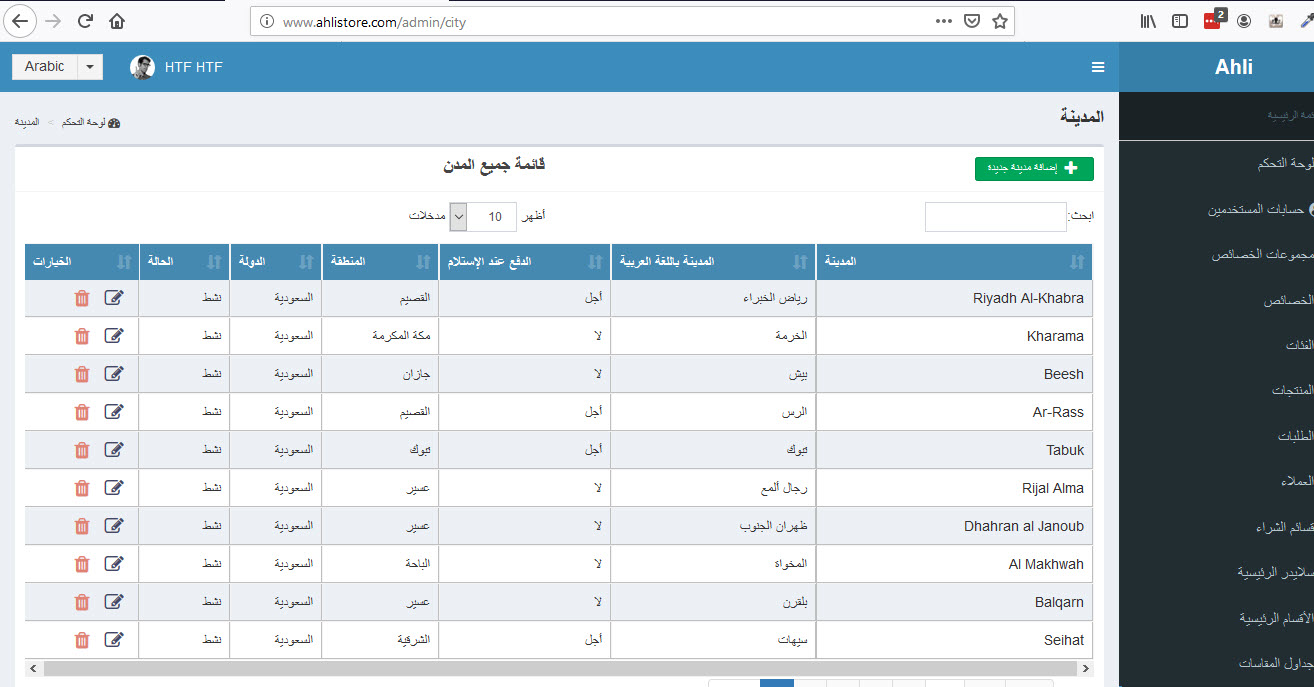 www.ahlistore.com/admin/city
2
Ahli
HTF HTF
Arabic
المدينة
لوحة التحكم > المدينة
إضافة مدينة جديدة
قائمة جميع المدن
ابحث:
أظهر 10 مدخلات
المدينة المدينة باللغة العربية الدفع عند الإستلام المنطقة الدولة الحالة الخيارات
Riyadh Al-Khabra رياض الخبراء أجل القصيم السعودية نشط
Kharama الخرمة لا مكة المكرمة السعودية نشط
Beesh بيش لا جازان السعودية نشط
Ar-Rass الرس أجل القصيم السعودية نشط
Tabuk تبوك أجل تبوك السعودية نشط
Rijal Alma رجال ألمع لا عسير السعودية نشط
Dhahran al Janoub ظهران الجنوب لا عسير السعودية نشط
Al Makhwah المخواة لا الباحة السعودية نشط
Balqarn بلقرن لا عسير السعودية نشط
Seihat سيهات أجل الشرقية السعودية نشط
الرئيسية
لوحة التحكم
حسابات المستخدمين
مجموعات الخصائص
الخصائص
الفئات
المنتجات
الطلبات
العملاء
قسائم الشراء
سلايدر الرئيسية
الأقسام الرئيسية
جداول المقاسات